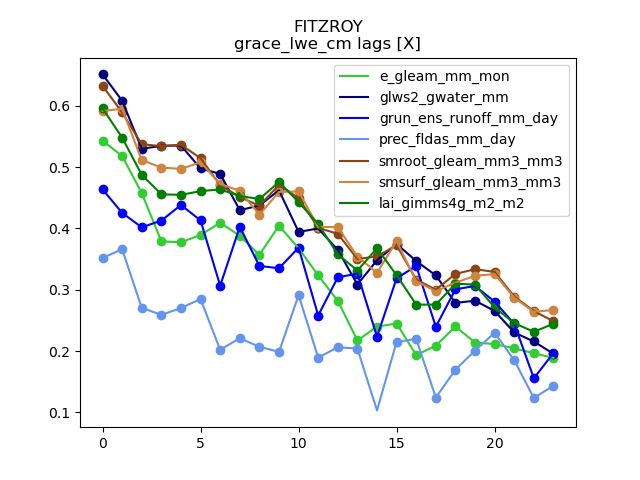 FITZROY
grace_lwe_cm lags [X]
e_gleam_mm_mon
glws2_gwater_mm
grun_ens_runoff_mm_day
prec_fldas_mm_day
smroot_gleam_mm3_mm3
smsurf_gleam_mm3_mm3
lai_gimms4g_m2_m2
0.6
0.5
0.4
0.3
0.2
0.1
0 5 10 15 20